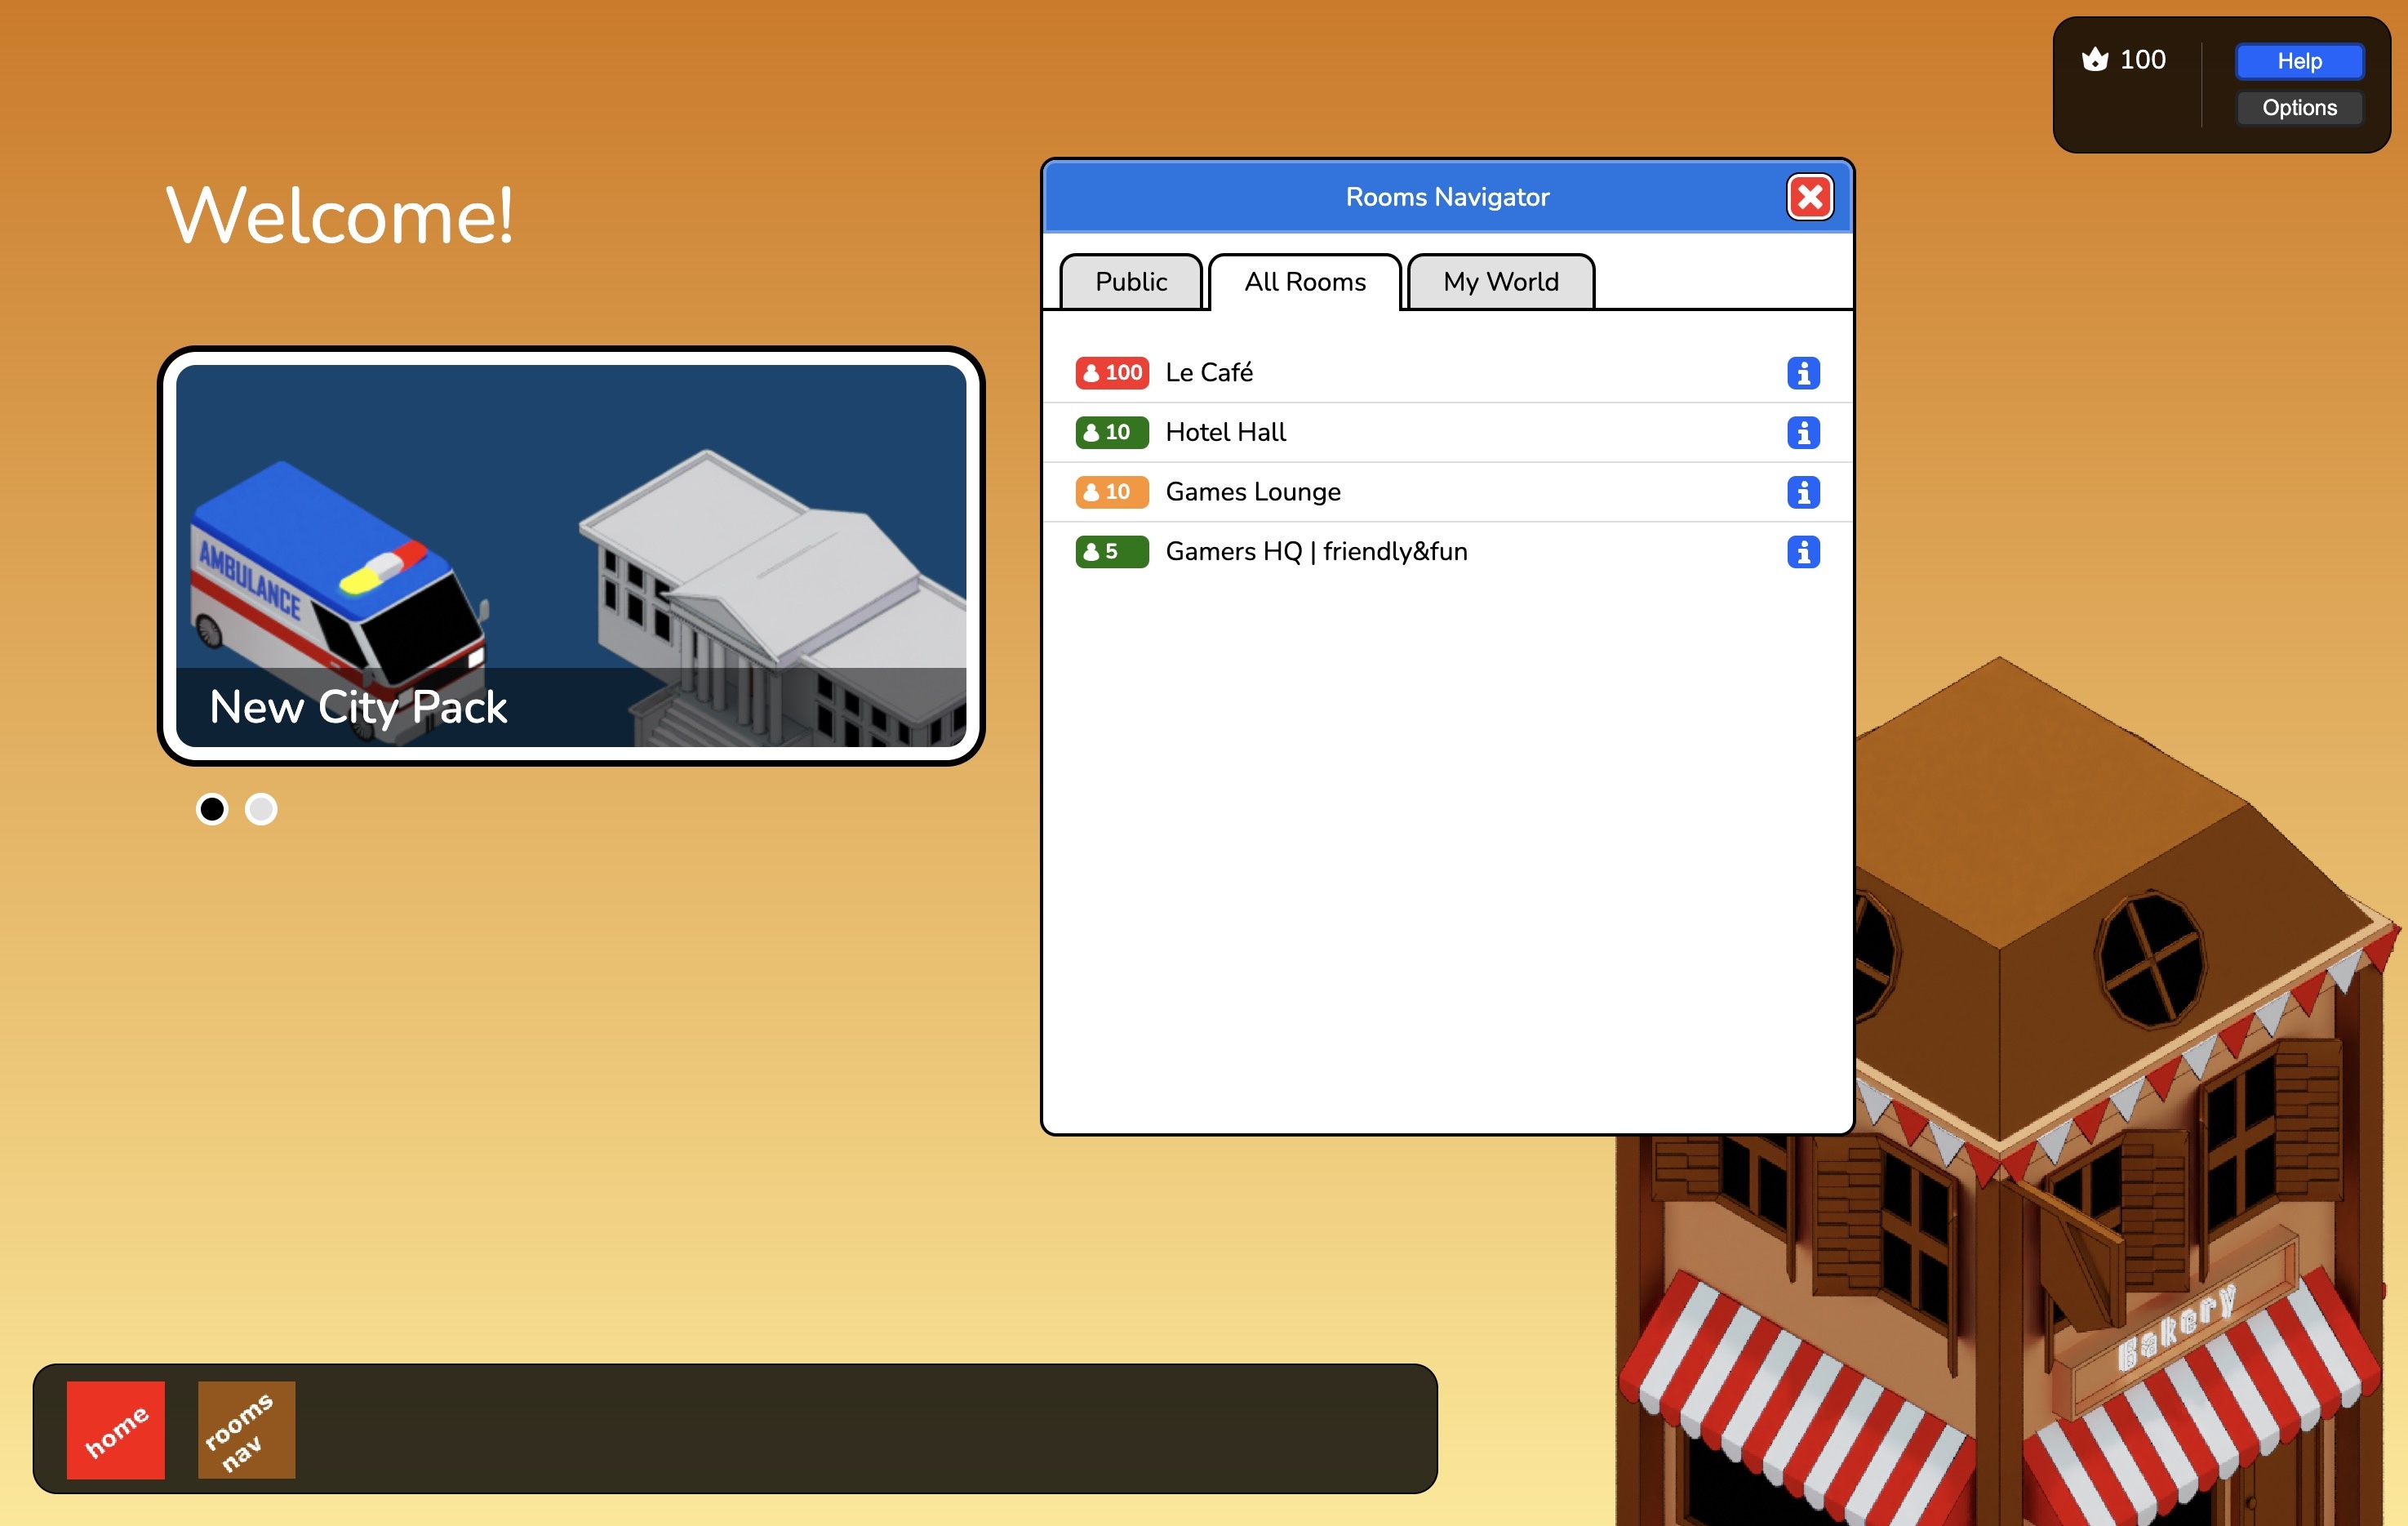 100
Help
Options
Welcome!
Rooms Navigator
Public
All Rooms
My World
100 Le Café
10 Hotel Hall
10 Games Lounge
5 Gamers HQ | friendly&fun
AMBULANCE
New City Pack
Bakery
home
rooms
nav